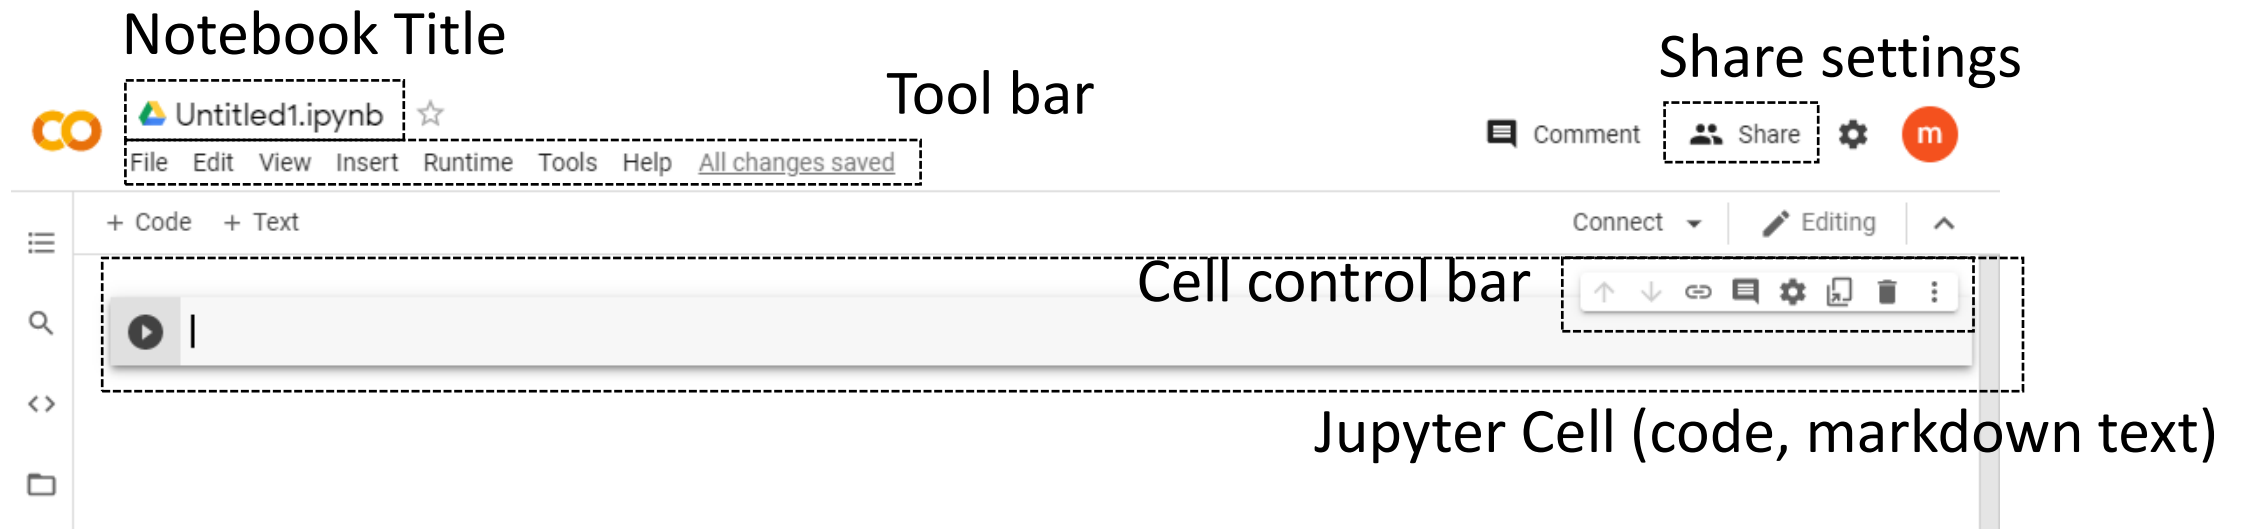 Notebook Title
Share settings
Tool bar
CO Untitled1.ipynb
Comment Share m
File Edit View Insert Runtime Tools Help All changes saved
+ Code + Text
Connect Editing
Cell control bar
Jupyter Cell (code, markdown text)